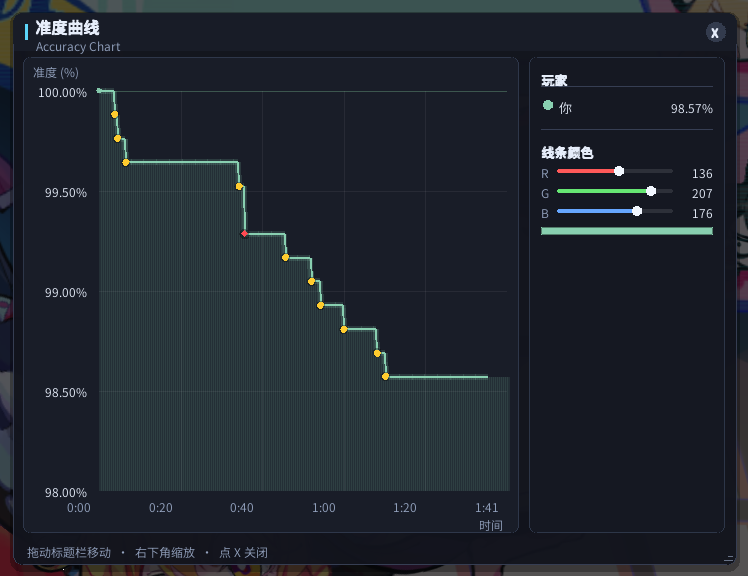 准度曲线
Accuracy Chart
X
准度 (%)
100.00%
99.50%
99.00%
98.50%
98.00%
0:00 0:20 0:40 1:00 1:20 1:41
时间
玩家
你 98.57%
线条颜色
R 136
G 207
B 176
拖动标题栏移动 · 右下角缩放 · 点 X 关闭